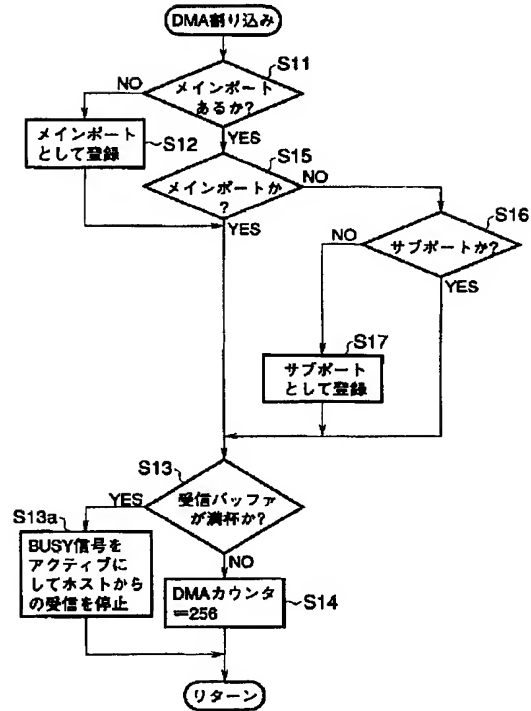 DMA割り込み
S11
NO
メインポート
あるか?
メインポート
として登録
S12
YES
S15
メインポートか
?
NO
YES
S16
NO
サブポートか?
YES
S17
サブポート
として登録
S13
YES
受信バッファ
が満杯か?
S13a
BUSY信号を
アクティブに
してホストから
の受信を停止
NO
DMAカウンタ
=256
S14
リターン